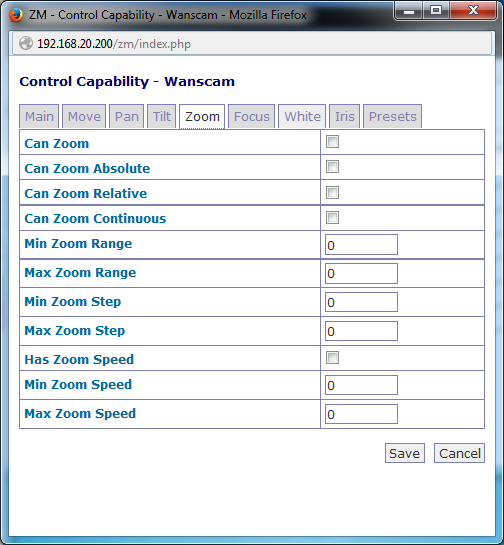 ZM - Control Capability - Wanscam - Mozilla Firefox
192.168.20.200/zm/index.php
Control Capability - Wanscam
Main Move Pan Tilt Zoom Focus White Iris Presets
Can Zoom
Can Zoom Absolute
Can Zoom Relative
Can Zoom Continuous
Min Zoom Range 0
Max Zoom Range 0
Min Zoom Step 0
Max Zoom Step 0
Has Zoom Speed
Min Zoom Speed 0
Max Zoom Speed 0
Save Cancel